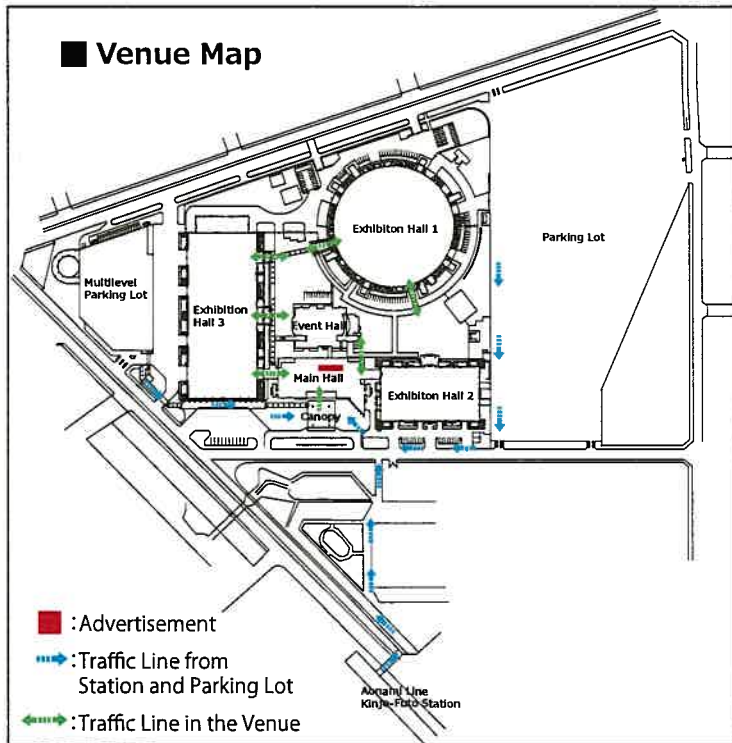 Venue Map
Exhibiton Hall 1
Parking Lot
Multilevel
Parking Lot
Exhibition
Hall 3
Event Hall
Main Hall
Exhibiton Hall 2
Canopy
:Advertisement
:Traffic Line from
Station and Parking Lot
:Traffic Line in the Venue
Aonami Line
Kinjo-Futo Station